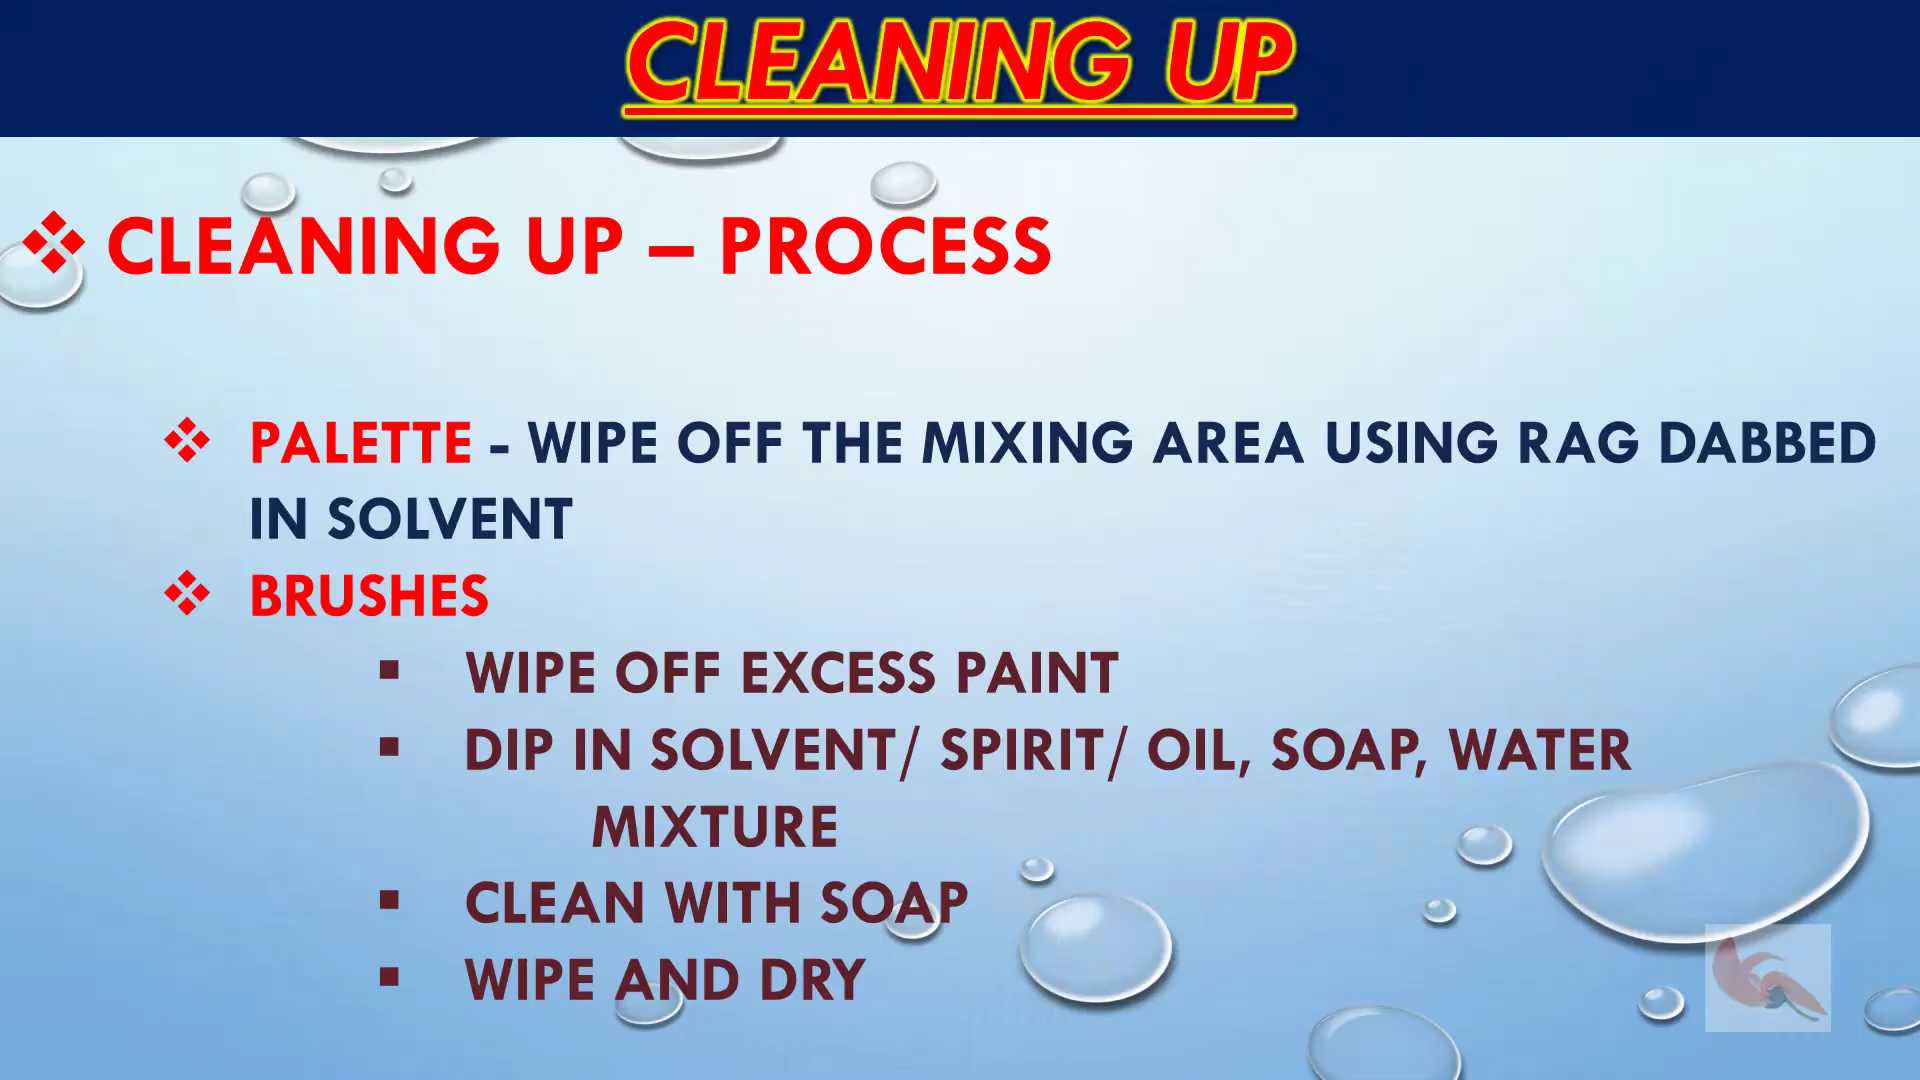 CLEANING UP
❖ CLEANING UP – PROCESS
❖ PALETTE - WIPE OFF THE MIXING AREA USING RAG DABBED
IN SOLVENT
❖ BRUSHES
▪ WIPE OFF EXCESS PAINT
▪ DIP IN SOLVENT/ SPIRIT/ OIL, SOAP, WATER
MIXTURE
▪ CLEAN WITH SOAP
▪ WIPE AND DRY